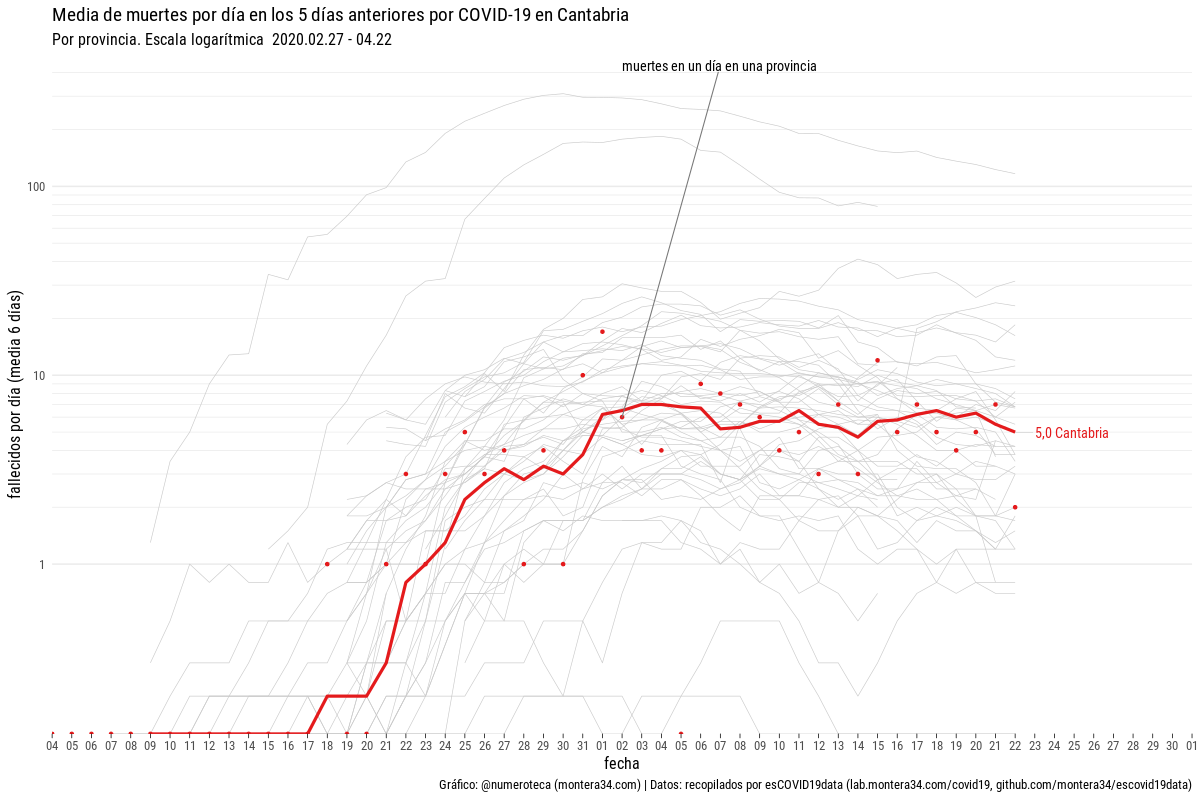 Media de muertes por día en los 5 días anteriores por COVID-19 en Cantabria
Por provincia. Escala logarítmica  2020.02.27 - 04.22
muertes en un día en una provincia
fallecidos por día (media 6 días)
100
10
1
5,0 Cantabria
04 05 06 07 08 09 10 11 12 13 14 15 16 17 18 19 20 21 22 23 24 25 26 27 28 29 30 31 01 02 03 04 05 06 07 08 09 10 11 12 13 14 15 16 17 18 19 20 21 22 23 24 25 26 27 28 29 30 01
fecha
Gráfico: @numeroteca (montera34.com) | Datos: recopilados por esCOVID19data (lab.montera34.com/covid19, github.com/montera34/escovid19data)